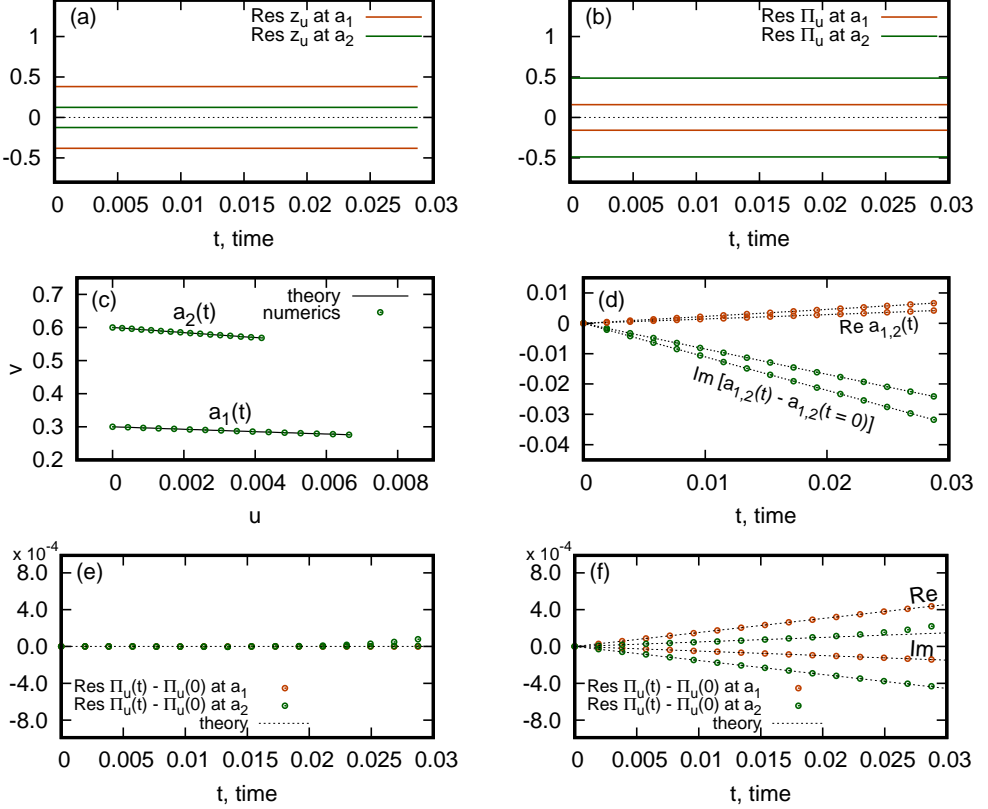 (a)
Res z_u at a_1
Res z_u at a_2
1
0.5
0
-0.5
0 0.005 0.01 0.015 0.02 0.025 0.03
t, time
(b)
Res Π_u at a_1
Res Π_u at a_2
1
0.5
0
-0.5
0 0.005 0.01 0.015 0.02 0.025 0.03
t, time
(c)
theory
numerics
a_2(t)
a_1(t)
0.7
0.6
0.5
0.4
0.3
0.2
v
0 0.002 0.004 0.006 0.008
u
(d)
0.01
0
-0.01
-0.02
-0.03
-0.04
Re a_{1,2}(t)
Im [a_{1,2}(t) - a_{1,2}(t = 0)]
0 0.01 0.02 0.03
t, time
x 10^{-4}
(e)
8.0
4.0
0.0
-4.0
-8.0
Res Π_u(t) - Π_u(0) at a_1
Res Π_u(t) - Π_u(0) at a_2
theory
0 0.005 0.01 0.015 0.02 0.025 0.03
t, time
x 10^{-4}
(f)
8.0
4.0
0.0
-4.0
-8.0
Re
Im
Res Π_u(t) - Π_u(0) at a_1
Res Π_u(t) - Π_u(0) at a_2
theory
0 0.005 0.01 0.015 0.02 0.025 0.03
t, time